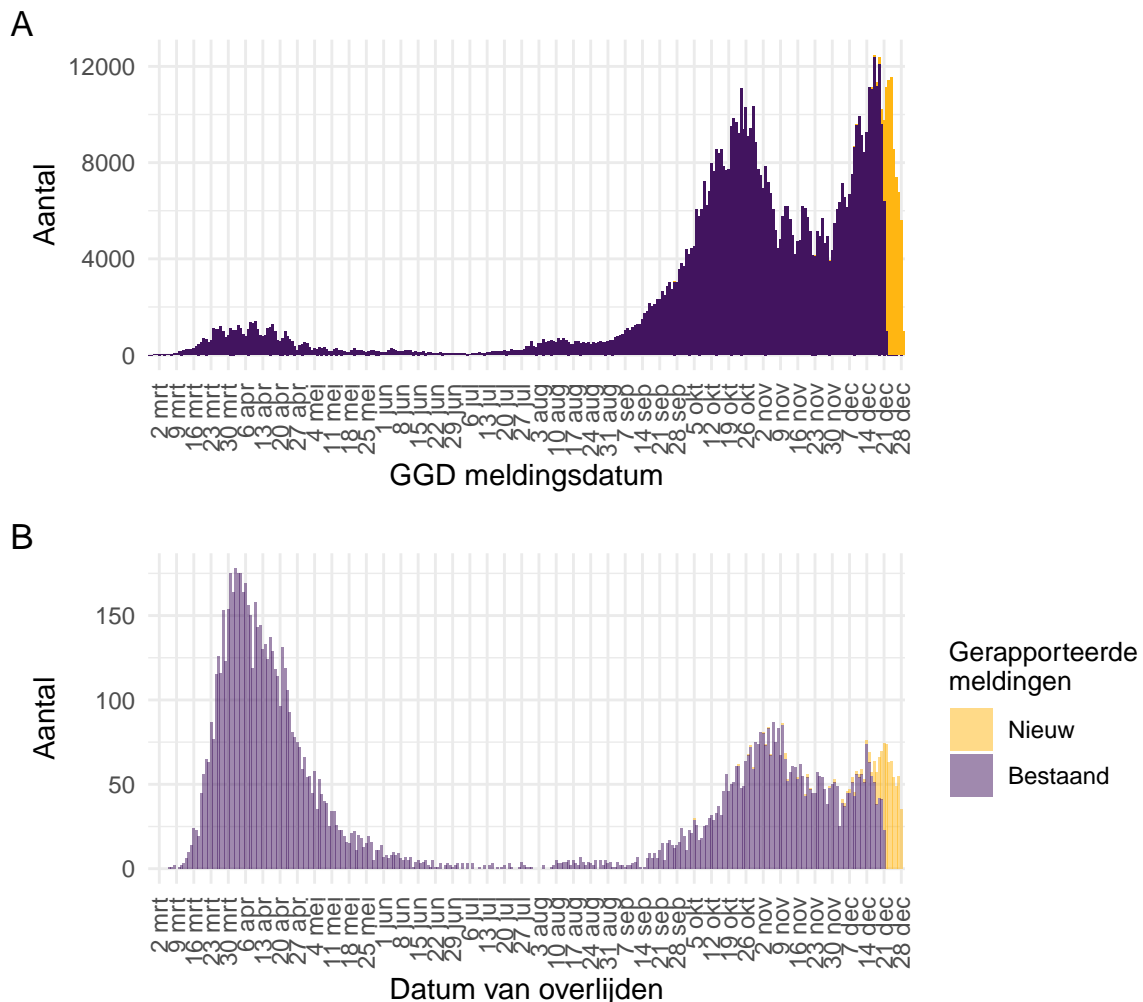 A
Aantal
12000
8000
4000
0
2 mrt
9 mrt
16 mrt
23 mrt
30 mrt
6 apr
13 apr
20 apr
27 apr
4 mei
11 mei
18 mei
25 mei
1 jun
8 jun
15 jun
22 jun
29 jun
6 jul
13 jul
20 jul
27 jul
3 aug
10 aug
17 aug
24 aug
31 aug
7 sep
14 sep
21 sep
28 sep
5 okt
12 okt
19 okt
26 okt
2 nov
9 nov
16 nov
23 nov
30 nov
7 dec
14 dec
21 dec
28 dec
GGD meldingsdatum
B
Aantal
150
100
50
0
2 mrt
9 mrt
16 mrt
23 mrt
30 mrt
6 apr
13 apr
20 apr
27 apr
4 mei
11 mei
18 mei
25 mei
1 jun
8 jun
15 jun
22 jun
29 jun
6 jul
13 jul
20 jul
27 jul
3 aug
10 aug
17 aug
24 aug
31 aug
7 sep
14 sep
21 sep
28 sep
5 okt
12 okt
19 okt
26 okt
2 nov
9 nov
16 nov
23 nov
30 nov
7 dec
14 dec
21 dec
28 dec
Datum van overlijden
Gerapporteerde
meldingen
Nieuw
Bestaand